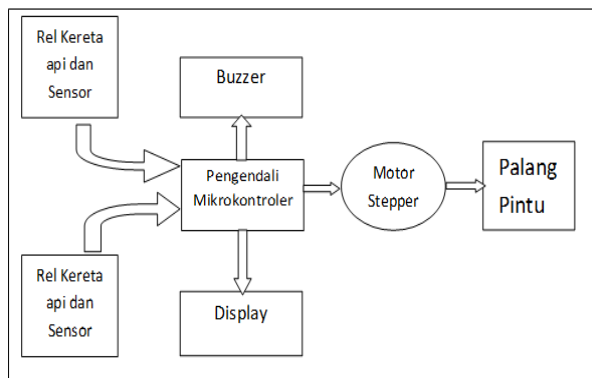 Rel Kereta
api dan
Sensor
Buzzer
Pengendali
Mikrokontroler
Motor
Stepper
Palang
Pintu
Rel Kereta
api dan
Sensor
Display